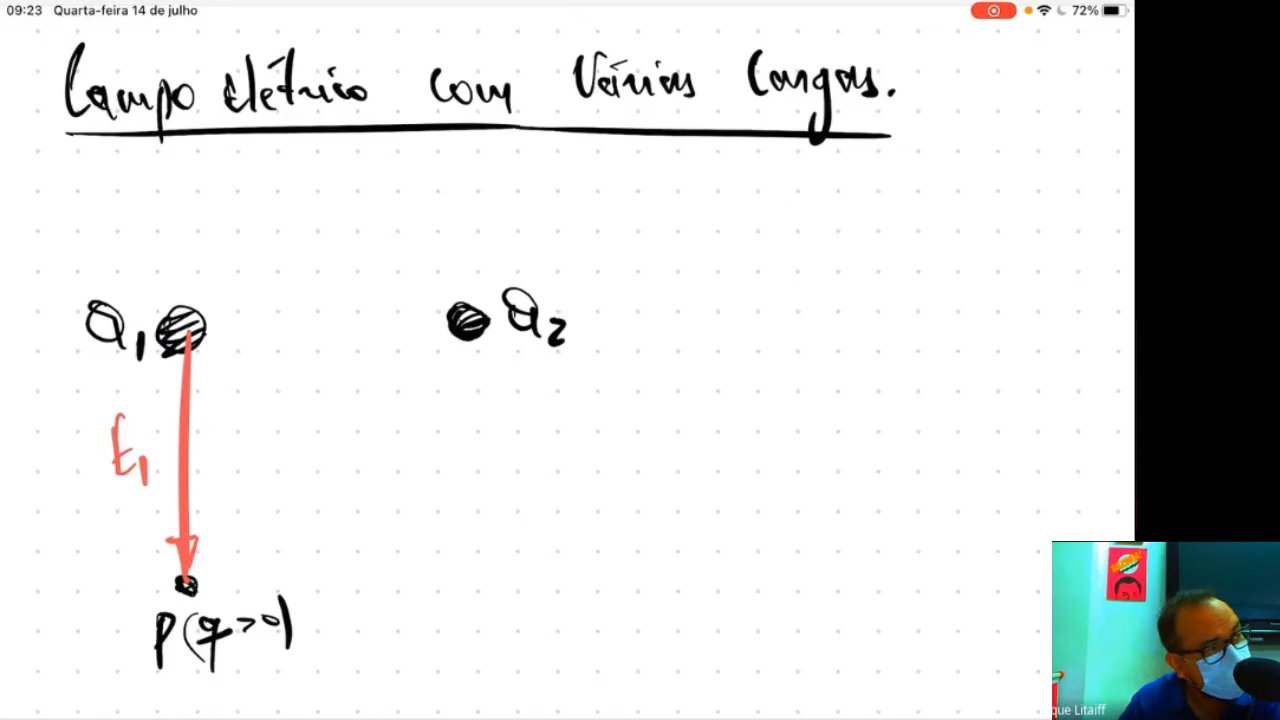 09:23 Quarta-feira 14 de julho
72%
Campo elétrico com Várias Cargas.
Q1
Q2
E1
P(q>0)
que Litaiff